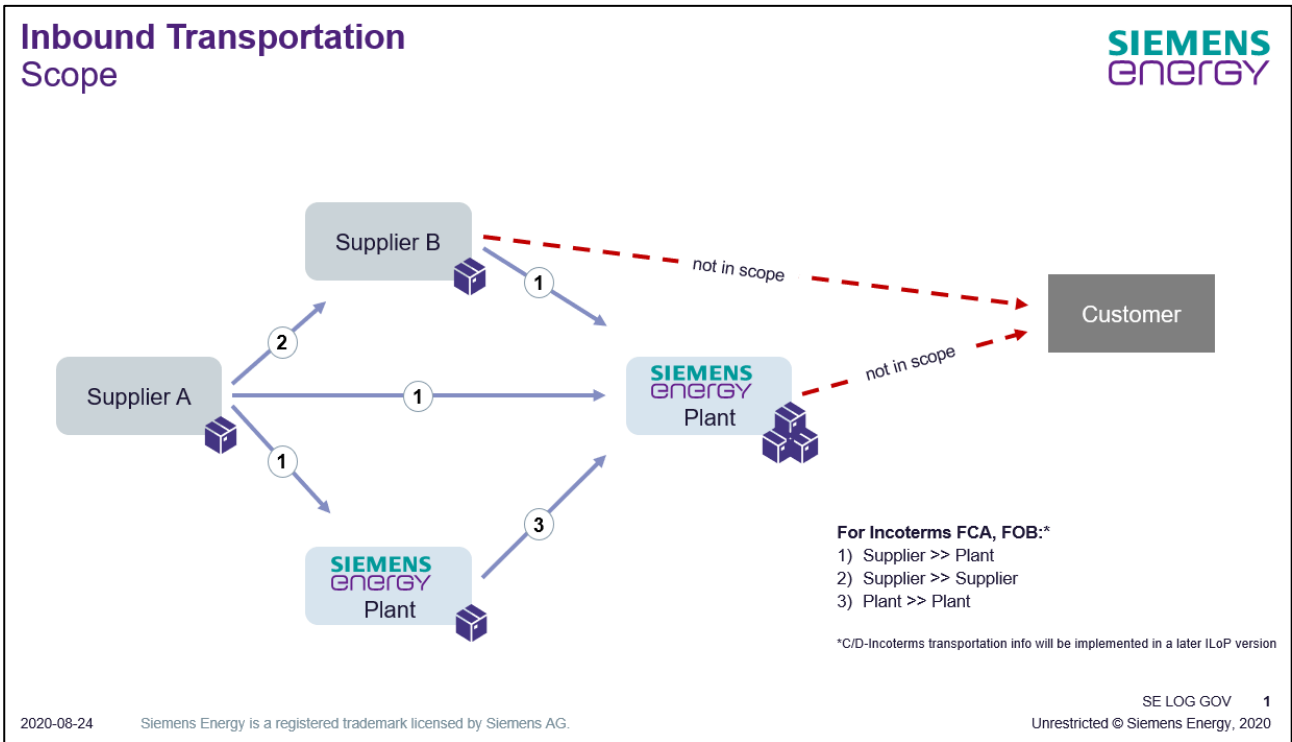 Inbound Transportation
Scope
SIEMENS
energy
Supplier B
not in scope
1
Customer
2
not in scope
Supplier A
1
SIEMENS
energy
Plant
1
3
SIEMENS
energy
Plant
For Incoterms FCA, FOB:*
1) Supplier >> Plant
2) Supplier >> Supplier
3) Plant >> Plant
*C/D-Incoterms transportation info will be implemented in a later ILoP version
SE LOG GOV 1
2020-08-24 Siemens Energy is a registered trademark licensed by Siemens AG.
Unrestricted © Siemens Energy, 2020